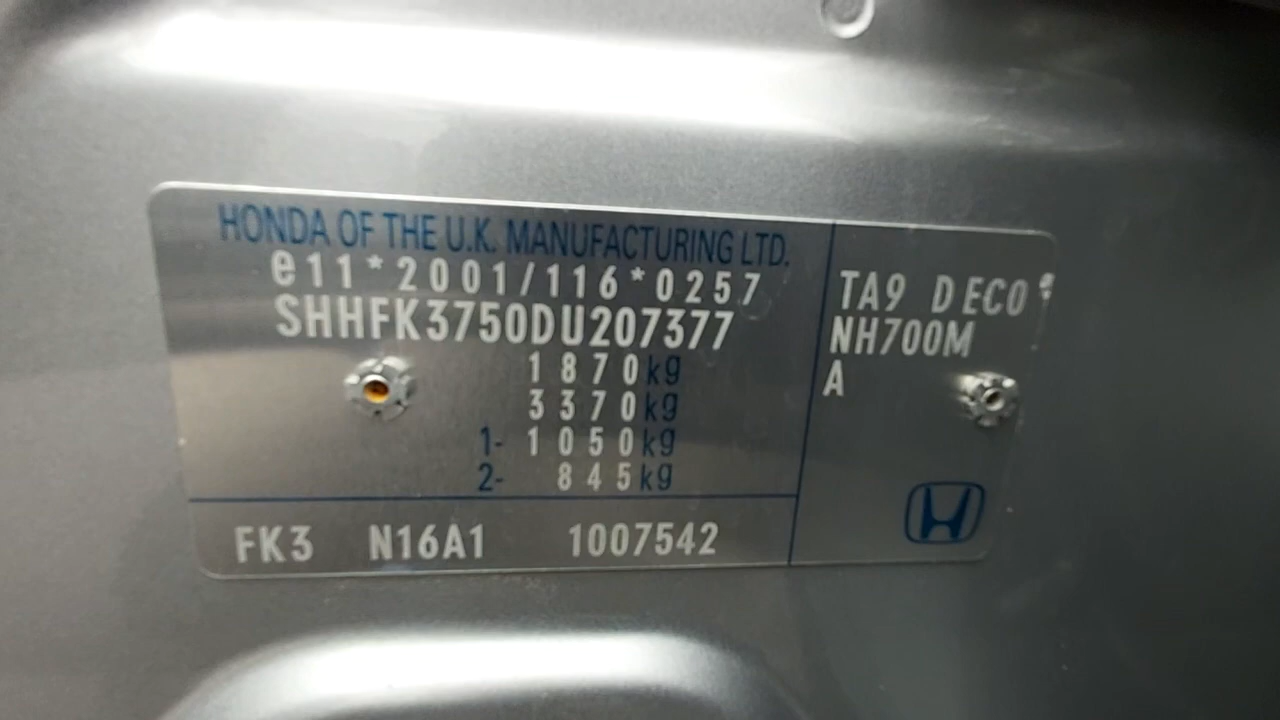 HONDA OF THE U.K. MANUFACTURING LTD.
e11*2001/116*0257
SHHFK3750DU207377
1870kg
3370kg
1- 1050kg
2- 845kg
FK3 N16A1 1007542
TA9 D ECO
NH700M
A